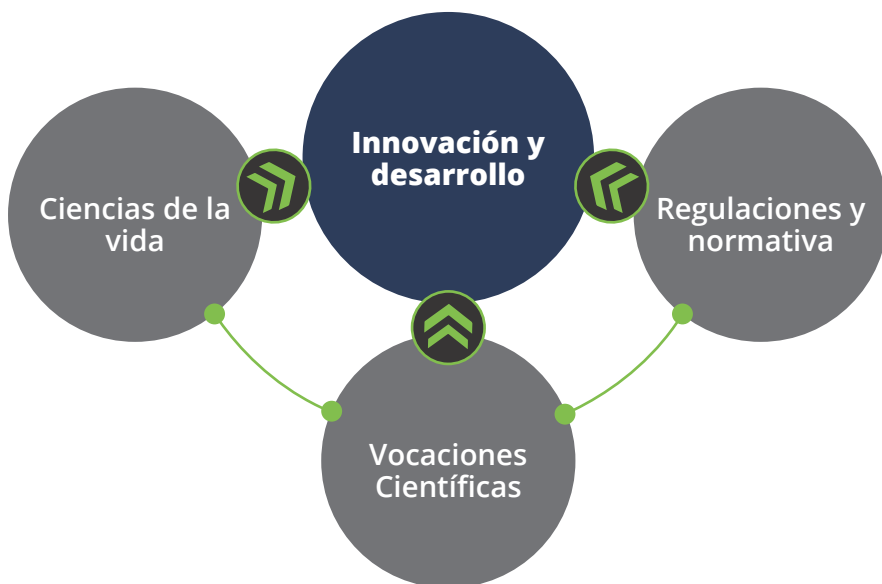 Innovación y
desarrollo
Ciencias de la
vida
Regulaciones y
normativa
Vocaciones
Científicas